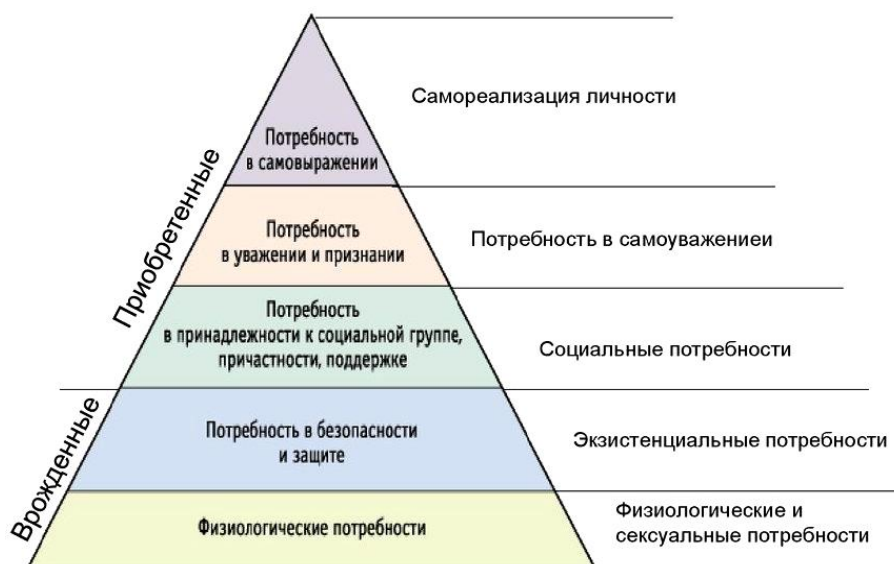 Самореализация личности
Потребность
в самовыражении
Приобретенные
Потребность
в уважении и признании
Потребность в самоуважениеи
Потребность
в принадлежности к социальной группе,
причастности, поддержке
Социальные потребности
Врожденные
Потребность в безопасности
и защите
Экзистенциальные потребности
Физиологические потребности
Физиологические и
сексуальные потребности